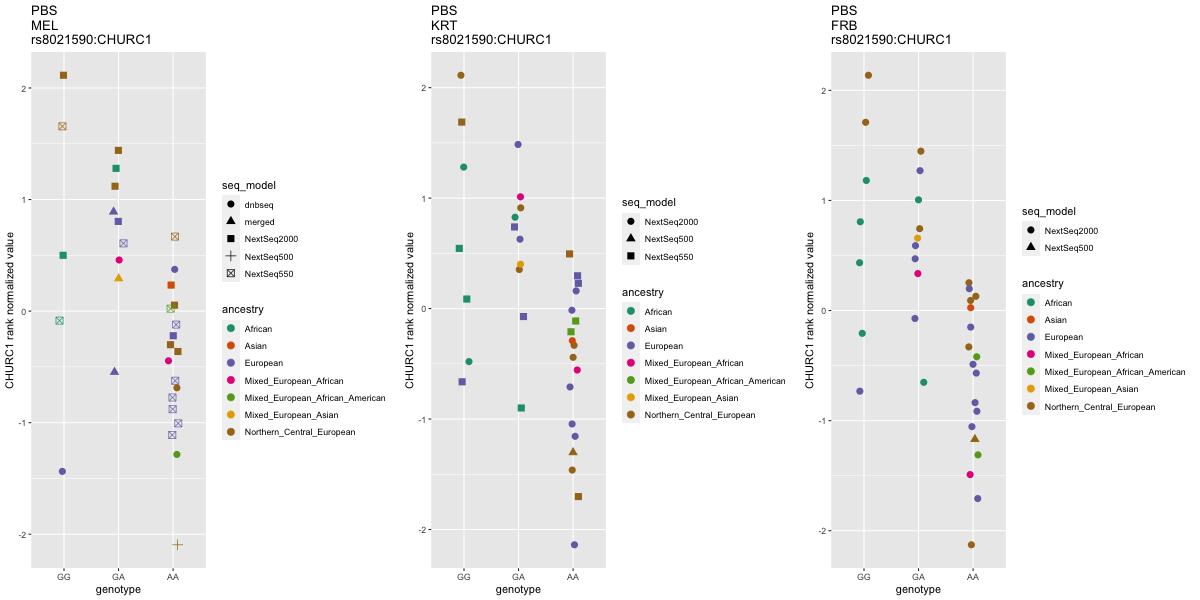 PBS
MEL
rs8021590:CHURC1
CHURC1 rank normalized value
2
1
0
-1
-2
GG
GA
AA
genotype
seq_model
dnbseq
merged
NextSeq2000
NextSeq500
NextSeq550
ancestry
African
Asian
European
Mixed_European_African
Mixed_European_African_American
Mixed_European_Asian
Northern_Central_European
PBS
KRT
rs8021590:CHURC1
CHURC1 rank normalized value
2
1
0
-1
-2
GG
GA
AA
genotype
seq_model
NextSeq2000
NextSeq500
NextSeq550
ancestry
African
Asian
European
Mixed_European_African
Mixed_European_African_American
Mixed_European_Asian
Northern_Central_European
PBS
FRB
rs8021590:CHURC1
CHURC1 rank normalized value
2
1
0
-1
-2
GG
GA
AA
genotype
seq_model
NextSeq2000
NextSeq500
ancestry
African
Asian
European
Mixed_European_African
Mixed_European_African_American
Mixed_European_Asian
Northern_Central_European